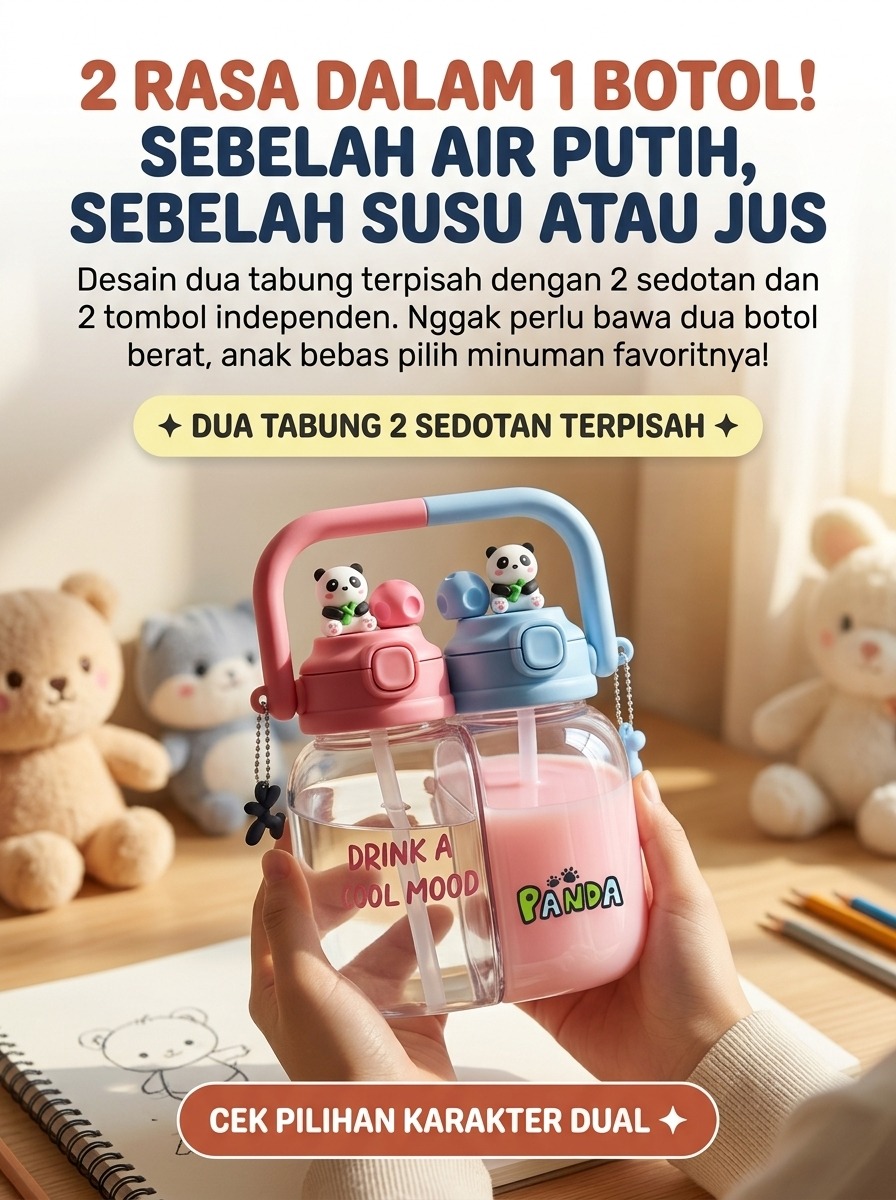 2 RASA DALAM 1 BOTOL!
SEBELAH AIR PUTIH,
SEBELAH SUSU ATAU JUS
Desain dua tabung terpisah dengan 2 sedotan dan
2 tombol independen. Nggak perlu bawa dua botol
berat, anak bebas pilih minuman favoritnya!
✦ DUA TABUNG 2 SEDOTAN TERPISAH ✦
DRINK A
COOL MOOD
PANDA
CEK PILIHAN KARAKTER DUAL ✦